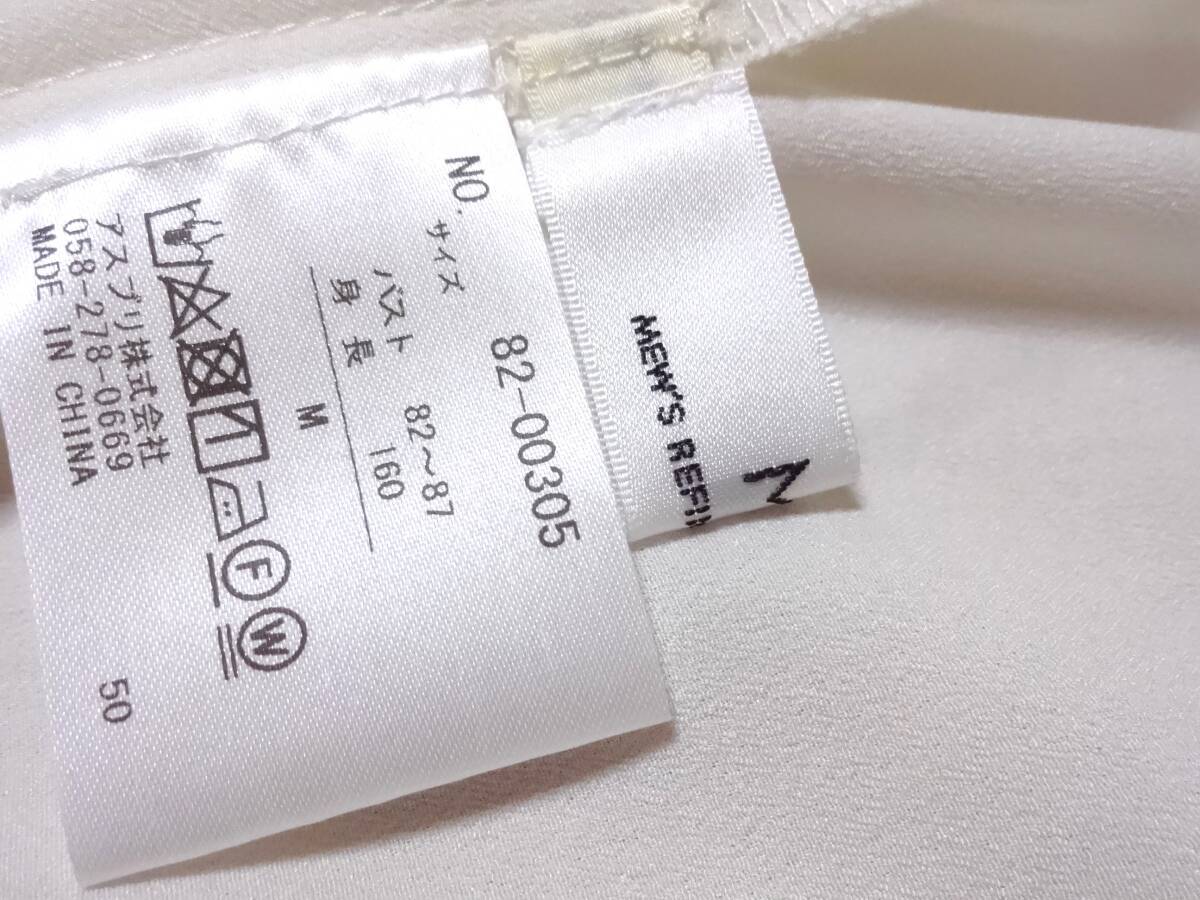 NO.
82-00305
サイズ
バスト 82〜87
身長 160
M
F
W
アスプリ株式会社
058-278-0669
MADE IN CHINA
50
MEW'S REFI